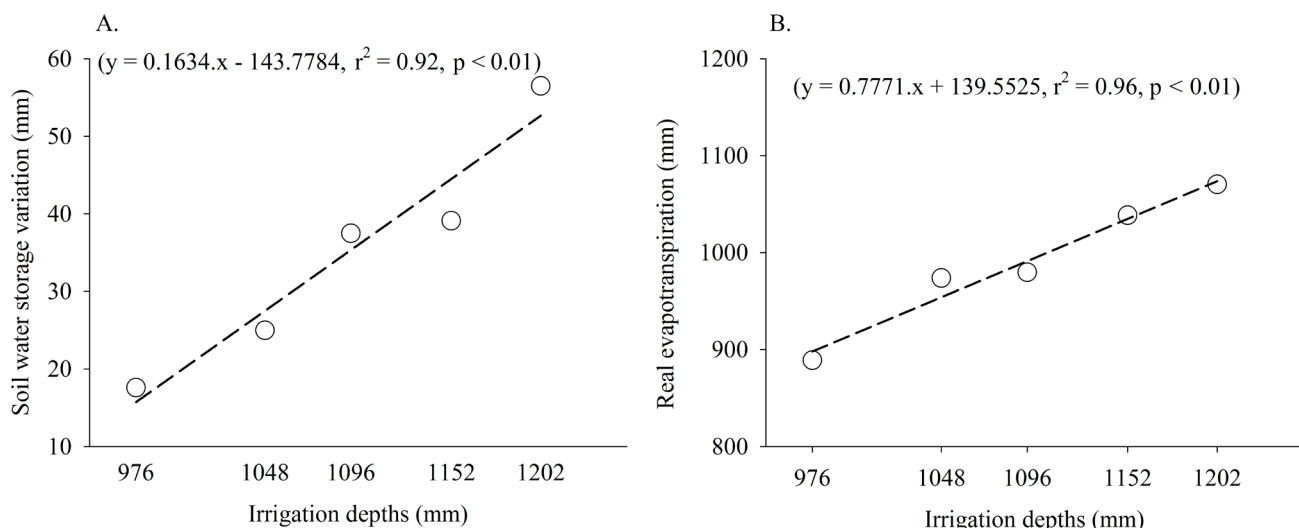 A.
(y = 0.1634.x - 143.7784, r² = 0.92, p < 0.01)
Soil water storage variation (mm)
60
50
40
30
20
10
976 1048 1096 1152 1202
Irrigation depths (mm)
B.
(y = 0.7771.x + 139.5525, r² = 0.96, p < 0.01)
Real evapotranspiration (mm)
1200
1100
1000
900
800
976 1048 1096 1152 1202
Irrigation depths (mm)